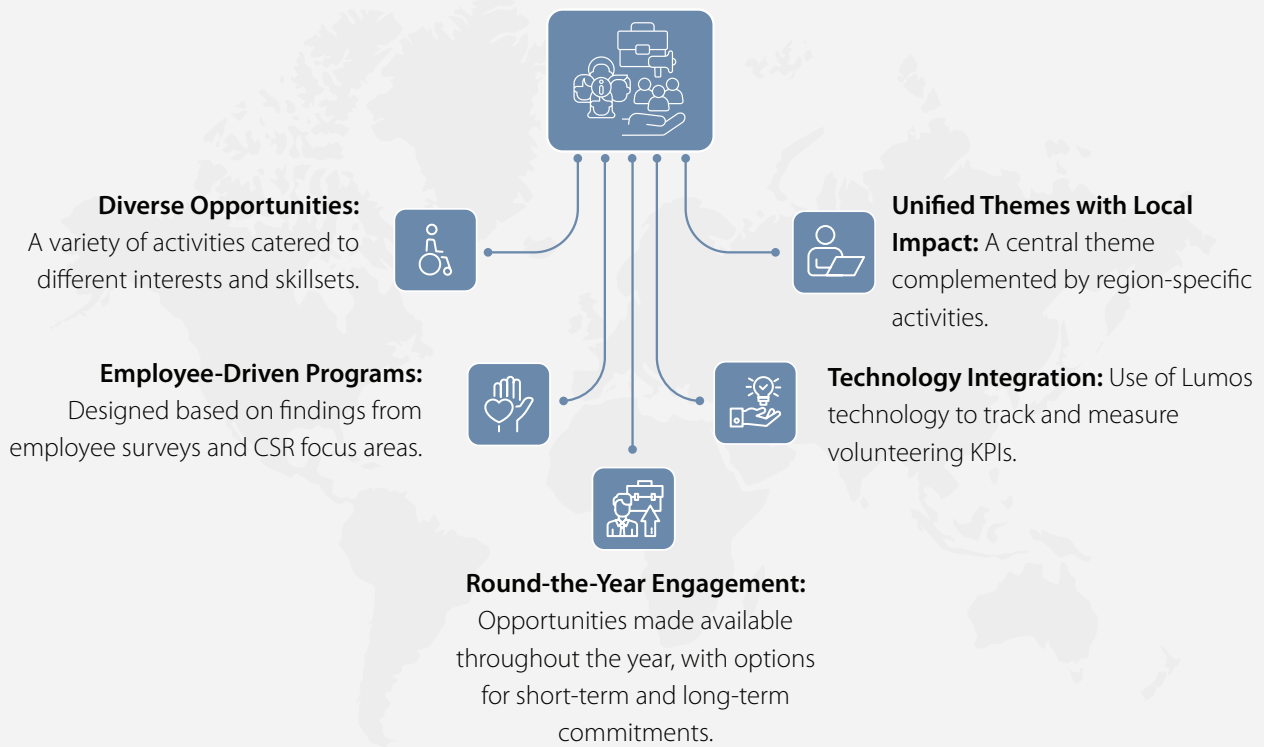 Diverse Opportunities:
A variety of activities catered to
different interests and skillsets.
Unified Themes with Local
Impact: A central theme
complemented by region-specific
activities.
Employee-Driven Programs:
Designed based on findings from
employee surveys and CSR focus areas.
Technology Integration: Use of Lumos
technology to track and measure
volunteering KPIs.
Round-the-Year Engagement:
Opportunities made available
throughout the year, with options
for short-term and long-term
commitments.